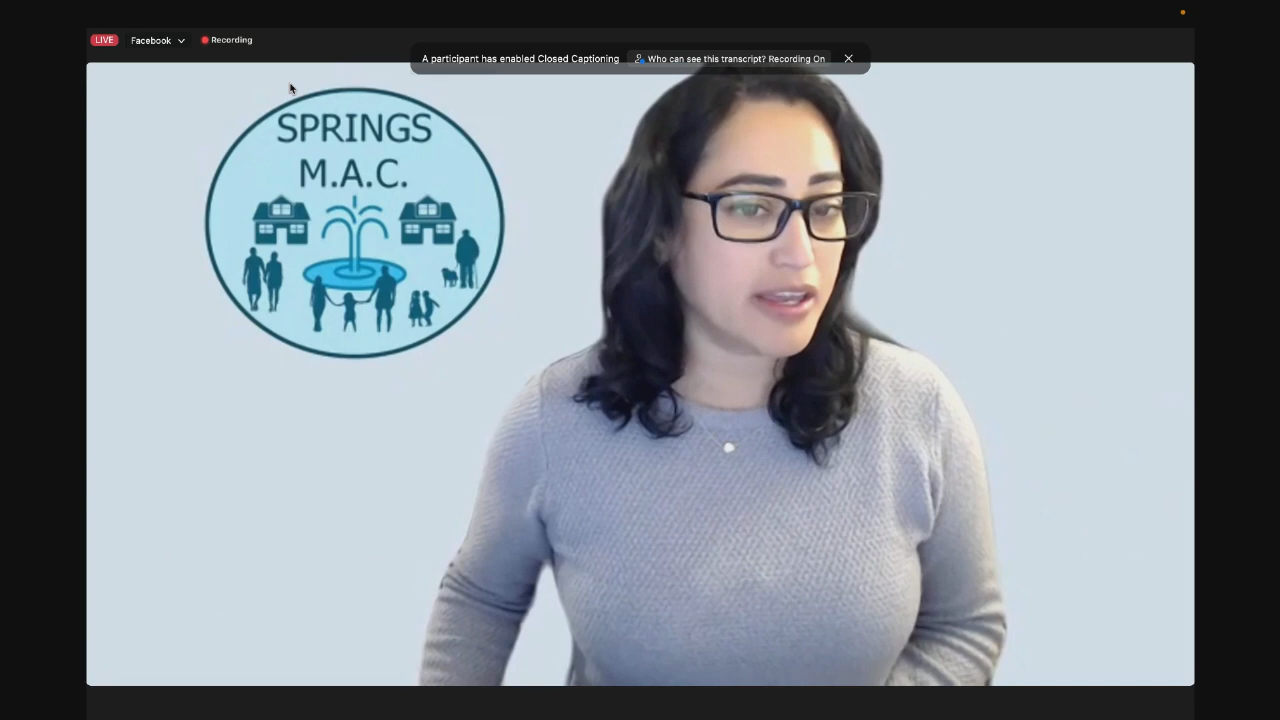 LIVE Facebook Recording
A participant has enabled Closed Captioning Who can see this transcript? Recording On
SPRINGS
M.A.C.